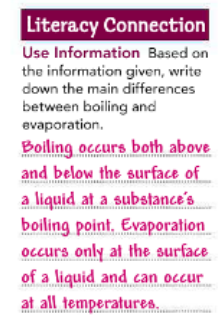 Literacy Connection
Use Information Based on
the information given, write
down the main differences
between boiling and
evaporation.
Boiling occurs both above
and below the surface of
a liquid at a substance's
boiling point. Evaporation
occurs only at the surface
of a liquid and can occur
at all temperatures.